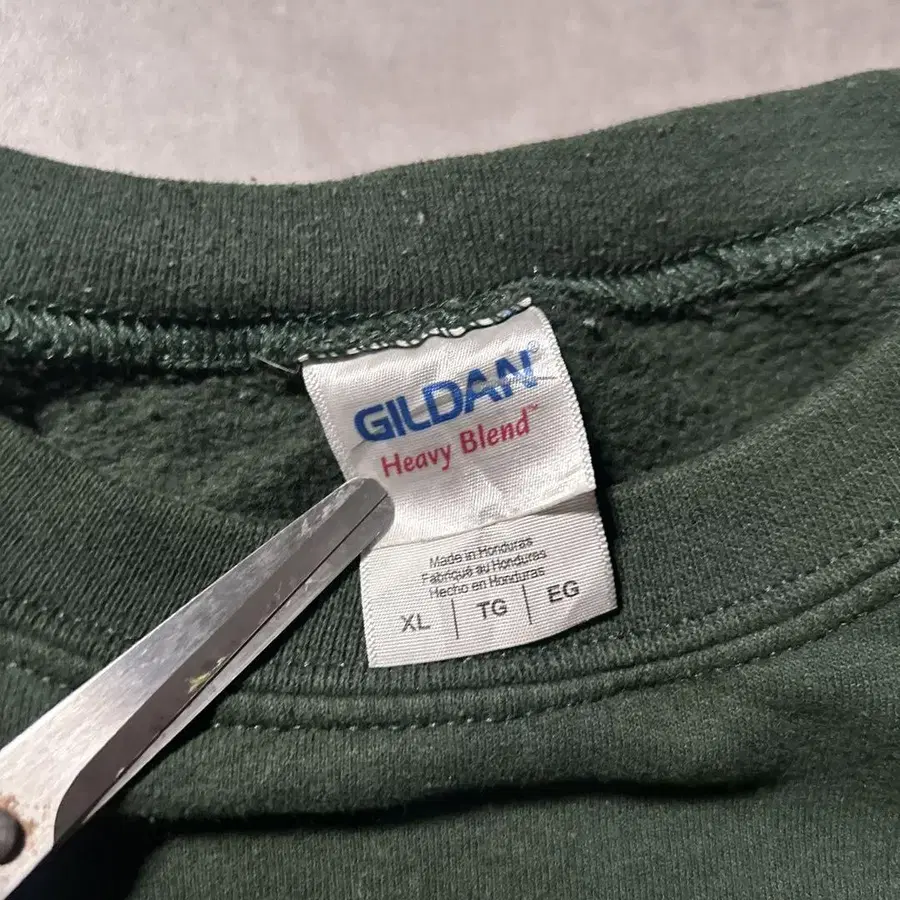 GILDAN®
Heavy Blend™
Made in Honduras
Fabriqué au Honduras
Hecho en Honduras
XL | TG | EG